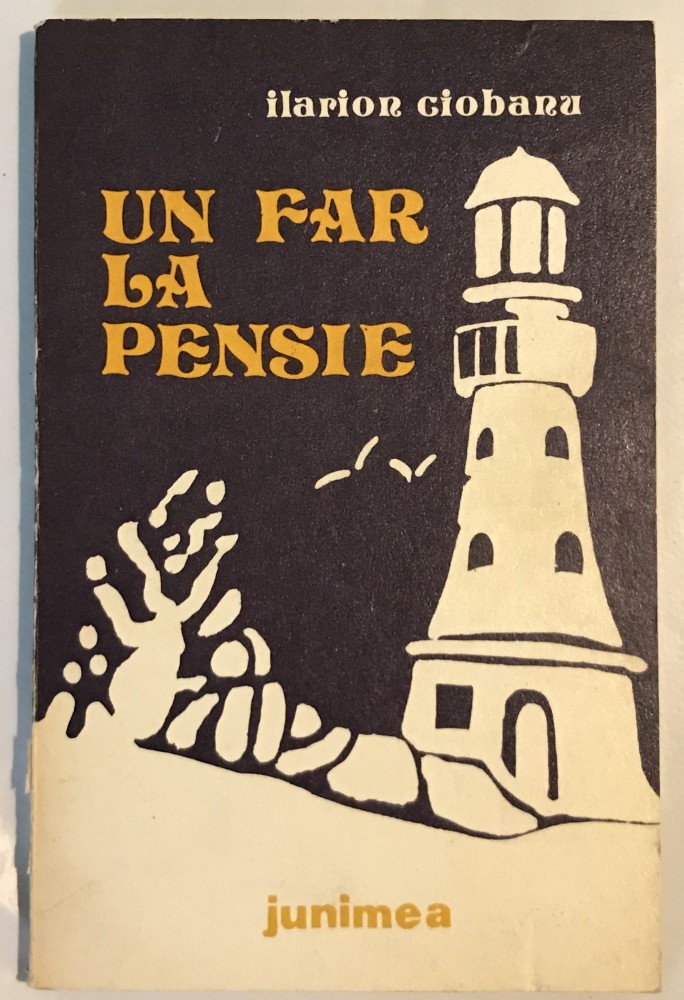 ilarion ciobanu
UN FAR
LA
PENSIE
junimea